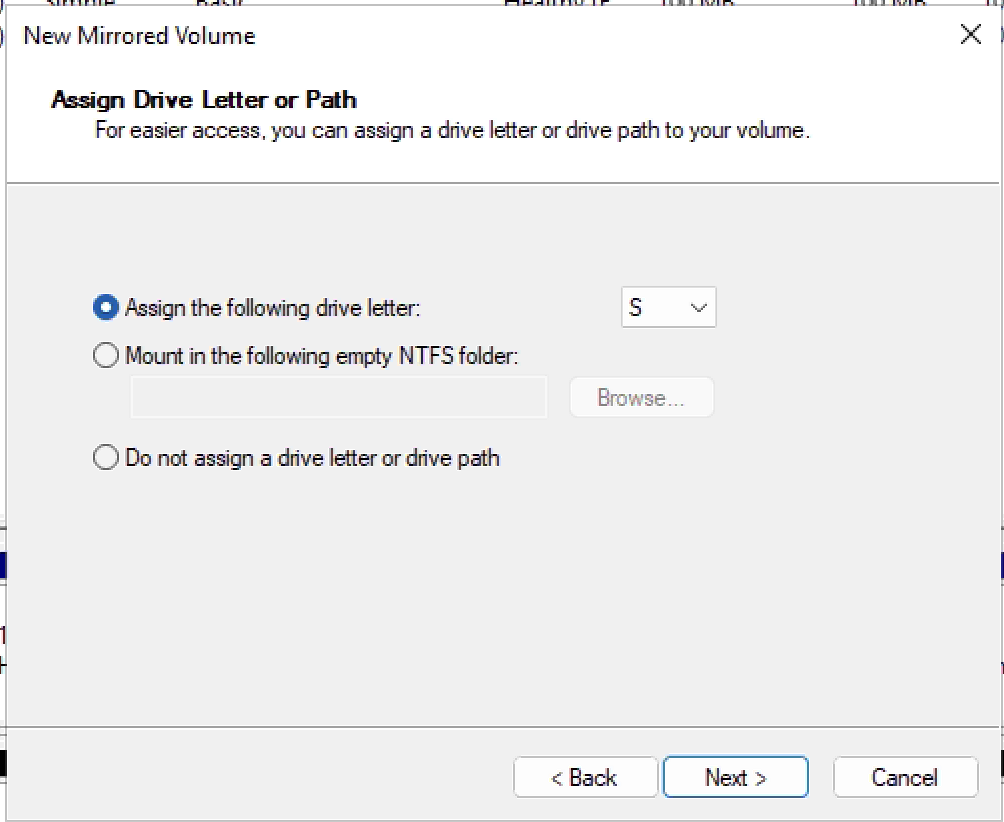 New Mirrored Volume
Assign Drive Letter or Path
For easier access, you can assign a drive letter or drive path to your volume.
Assign the following drive letter: S
Mount in the following empty NTFS folder:
Browse...
Do not assign a drive letter or drive path
< Back Next > Cancel